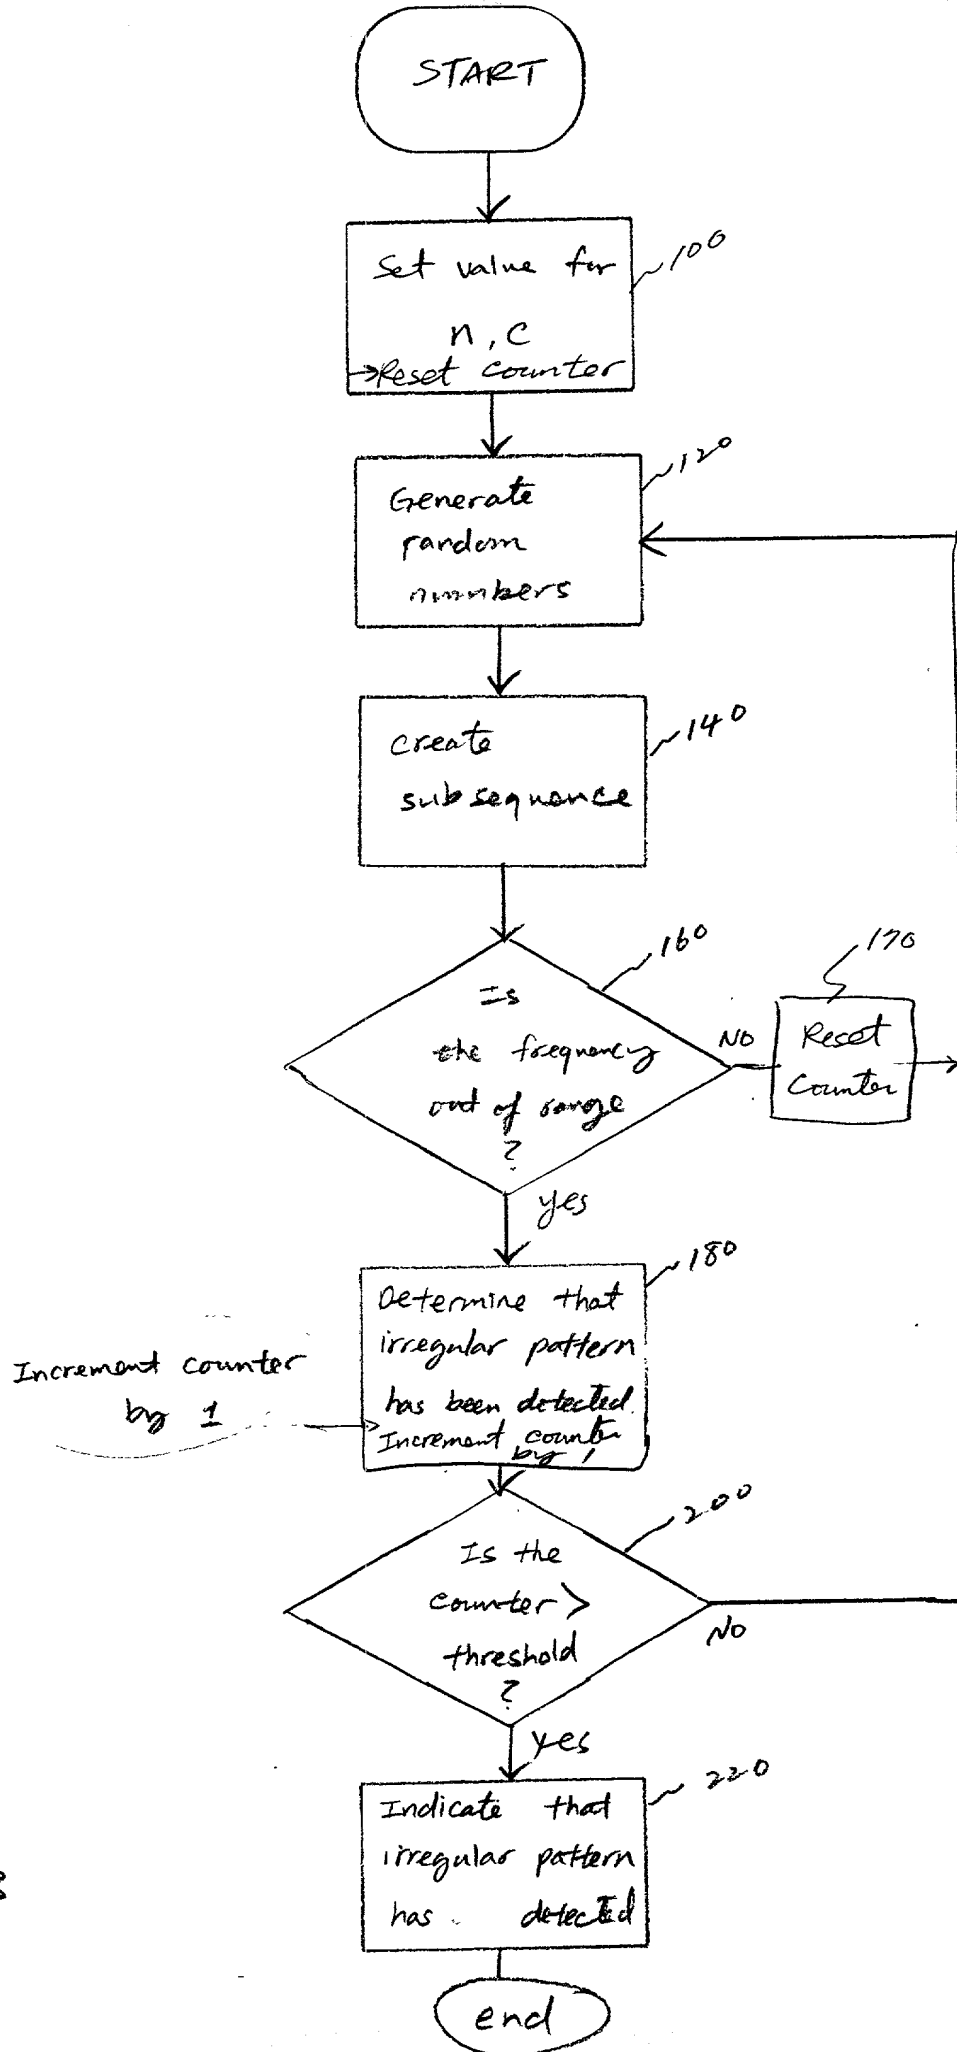 START
Set value for
n, c
Reset counter
100
Generate
random
numbers
120
Create
subsequence
140
Is
the frequency
out of range
?
160
NO
Reset
Counter
170
yes
Determine that
irregular pattern
has been detected.
Increment counter
by 1
180
Increment counter
by 1
Is the
counter >
threshold
?
200
NO
yes
Indicate that
irregular pattern
has detected
220
end